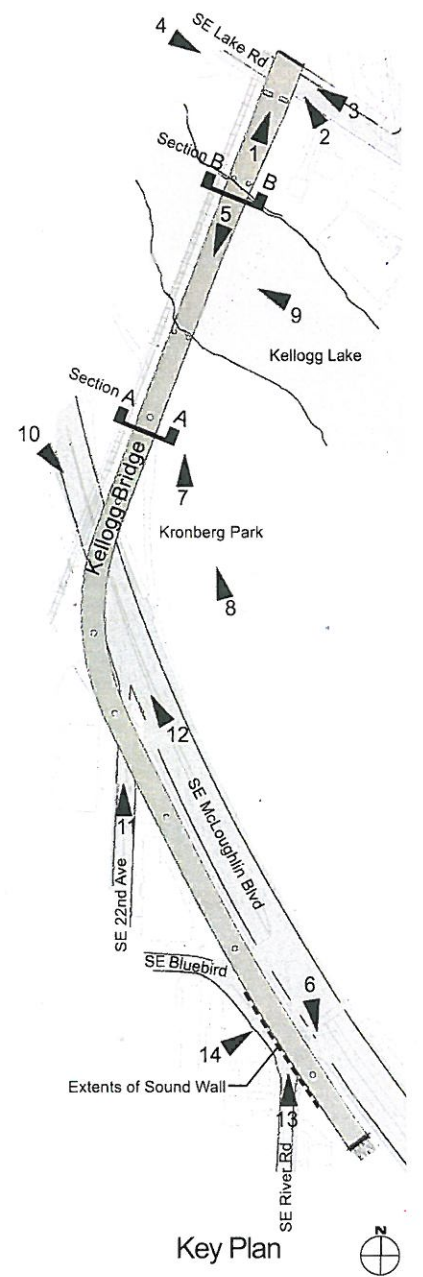 4
SE Lake Rd
3
2
1
Section B
B
5
9
Kellogg Lake
Section A
A
10
7
Kellogg Bridge
Kronberg Park
8
12
11
SE McLoughlin Blvd
SE 22nd Ave
SE Bluebird
6
14
Extents of Sound Wall
13
SE River Rd
Key Plan
N